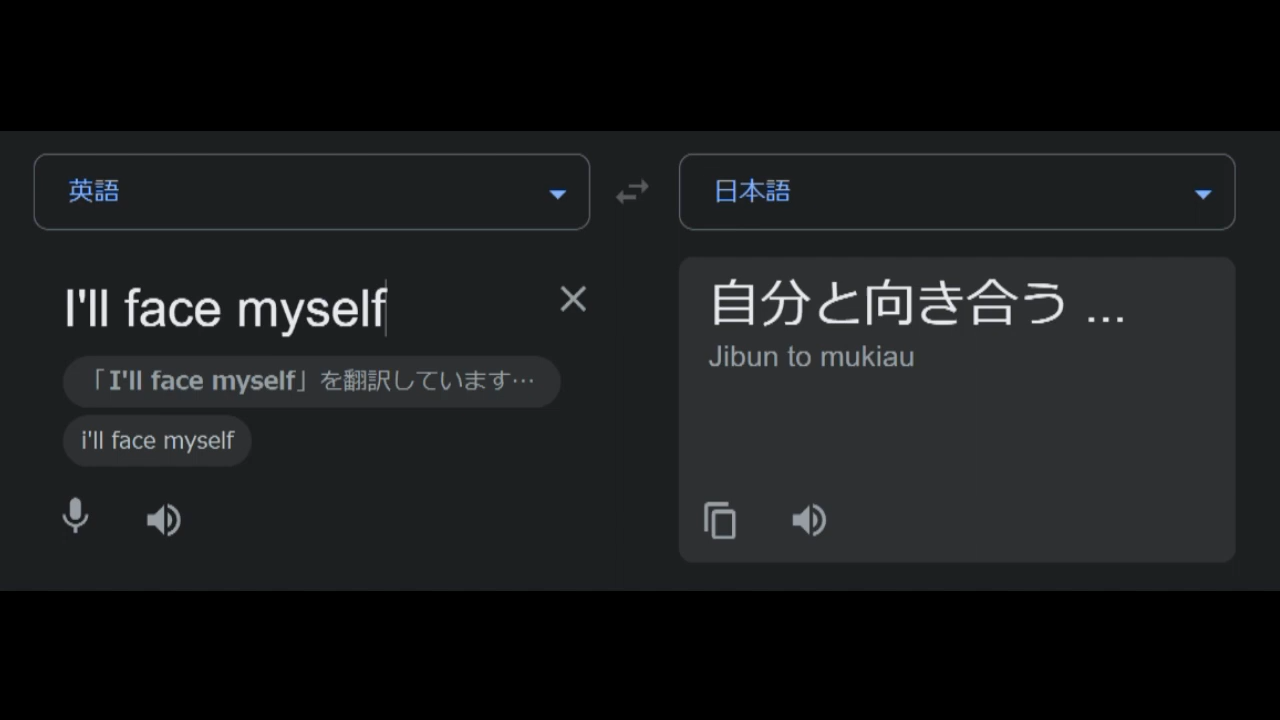 英語
日本語
I'll face myself
「I'll face myself」を翻訳しています…
i'll face myself
自分と向き合う ...
Jibun to mukiau